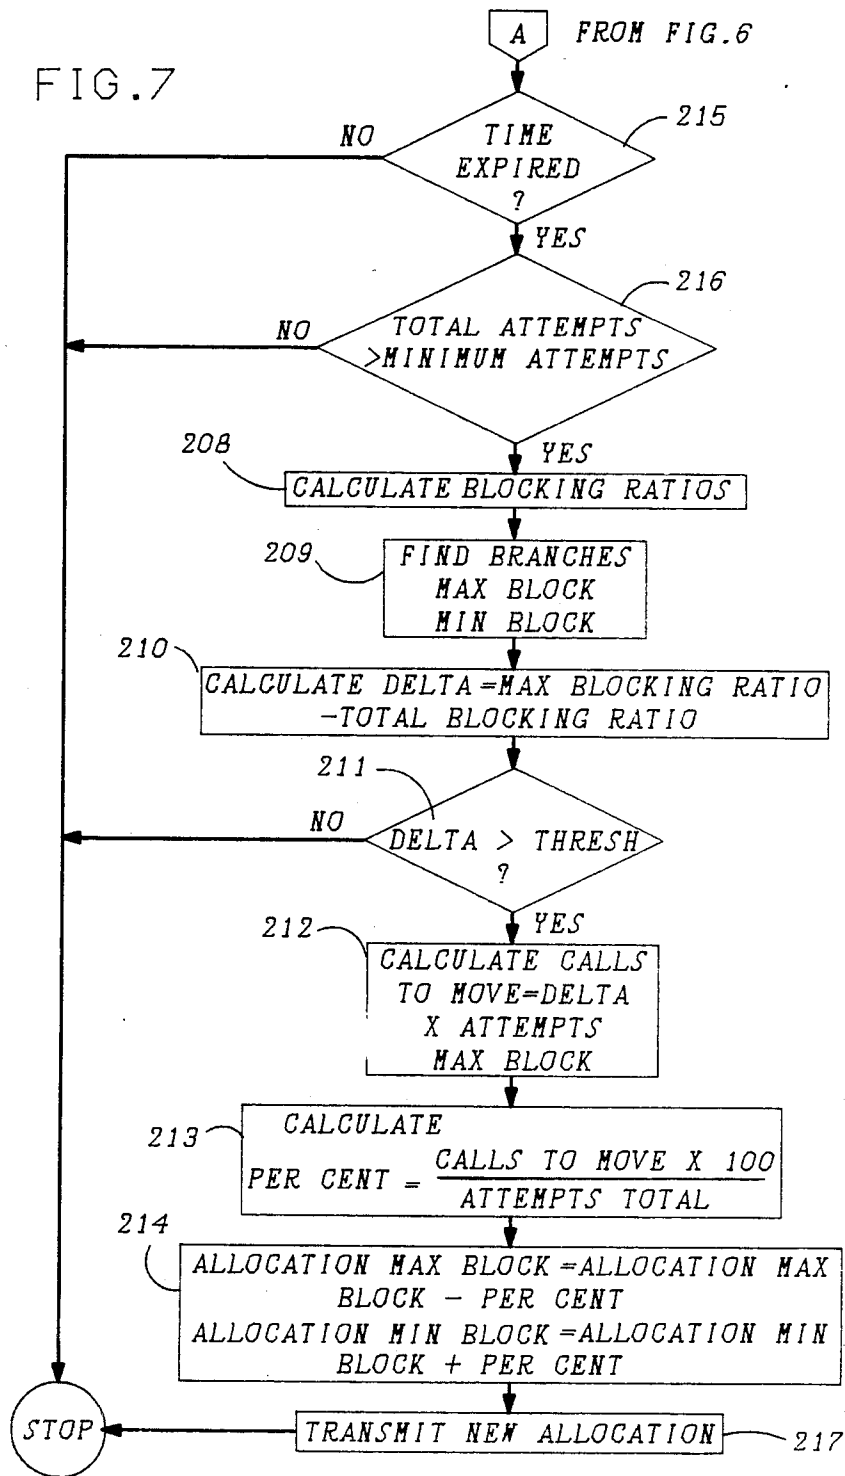 A FROM FIG.6
FIG.7
215
NO
TIME
EXPIRED
?
YES
216
NO
TOTAL ATTEMPTS
>MINIMUM ATTEMPTS
YES
208
CALCULATE BLOCKING RATIOS
209
FIND BRANCHES
MAX BLOCK
MIN BLOCK
210
CALCULATE DELTA=MAX BLOCKING RATIO
-TOTAL BLOCKING RATIO
211
NO
DELTA > THRESH
?
YES
212
CALCULATE CALLS
TO MOVE=DELTA
X ATTEMPTS
MAX BLOCK
213
CALCULATE
PER CENT = CALLS TO MOVE X 100
ATTEMPTS TOTAL
214
ALLOCATION MAX BLOCK=ALLOCATION MAX
BLOCK - PER CENT
ALLOCATION MIN BLOCK=ALLOCATION MIN
BLOCK + PER CENT
STOP
TRANSMIT NEW ALLOCATION
217